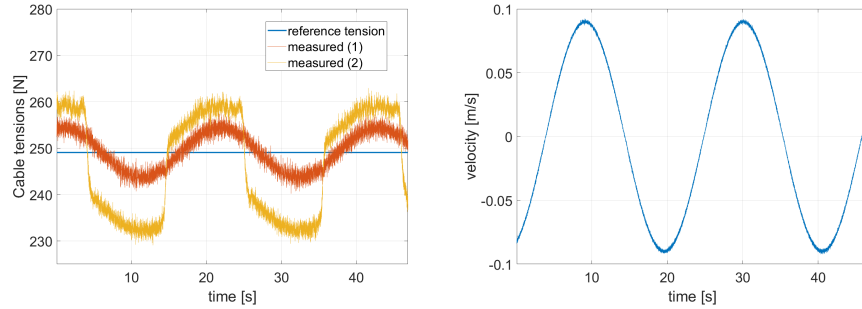 280
270
260
250
240
230
10
20
30
40
time [s]
Cable tensions [N]
reference tension
measured (1)
measured (2)
0.1
0.05
0
-0.05
-0.1
10
20
30
40
time [s]
velocity [m/s]